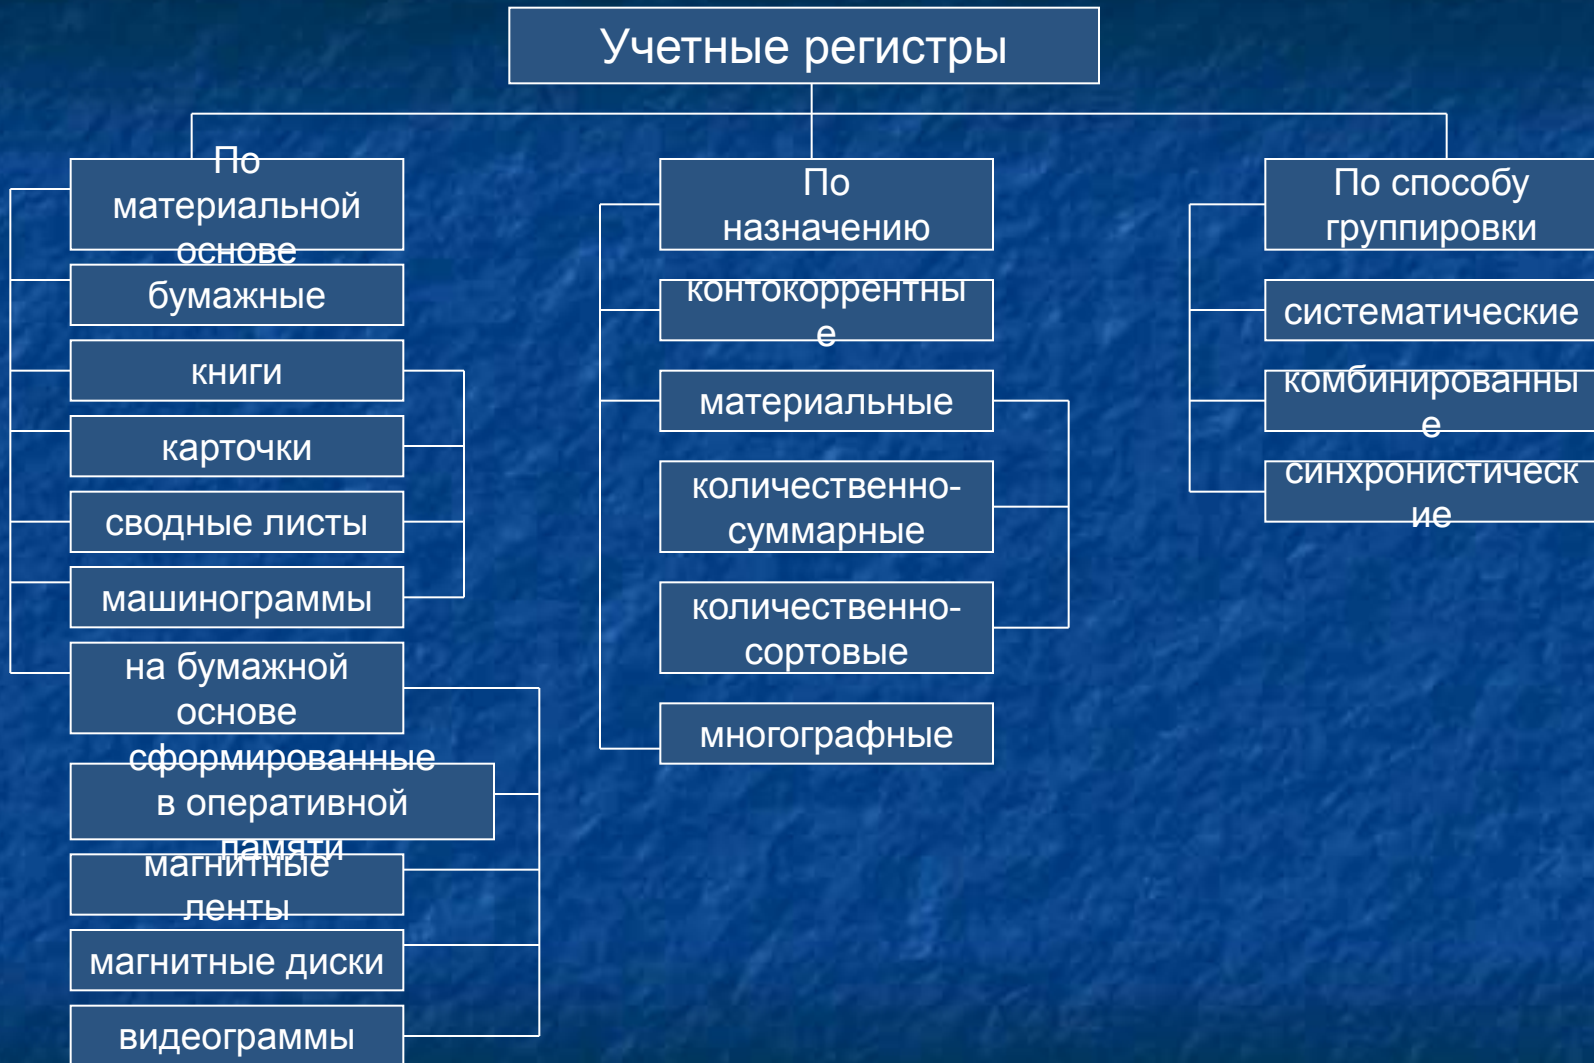 Учетные регистры
По
материальной
основе
бумажные
книги
карточки
сводные листы
машинограммы
на бумажной
основе
сформированные
в оперативной
памяти
магнитные
ленты
магнитные диски
видеограммы
По
назначению
контокоррентны
е
материальные
количественно-
суммарные
количественно-
сортовые
многографные
По способу
группировки
систематические
комбинированны
е
синхронистическ
ие